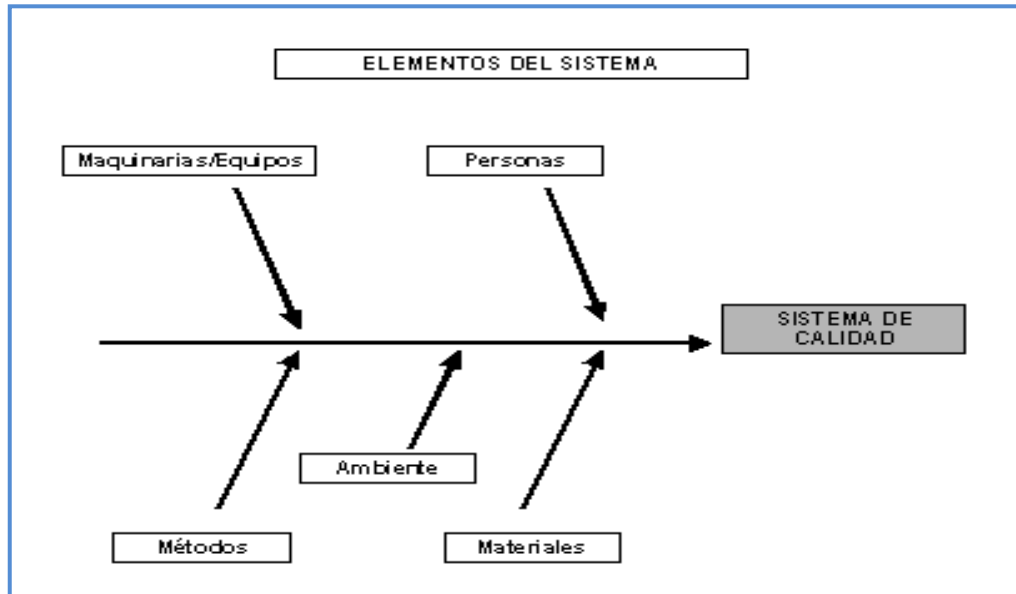 ELEMENTOS DEL SISTEMA
Maquinarias/Equipos
Personas
SISTEMA DE
CALIDAD
Ambiente
Métodos
Materiales